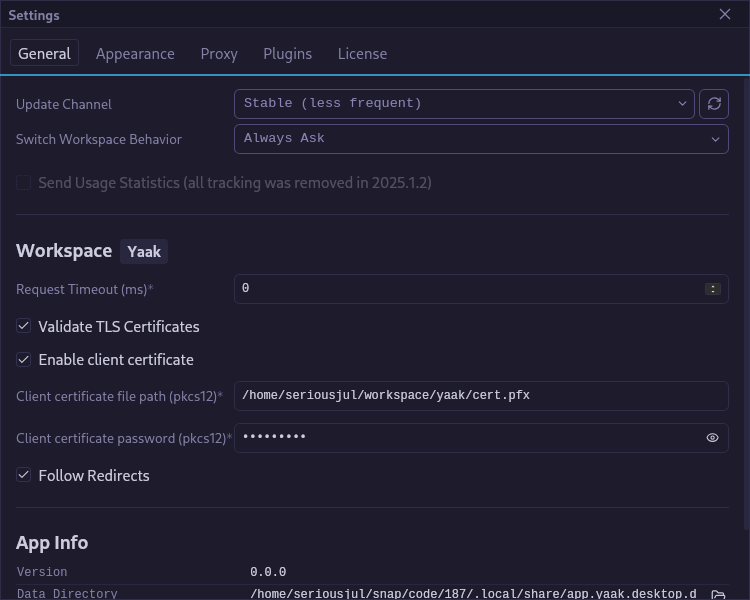 Settings
General Appearance Proxy Plugins License
Update Channel Stable (less frequent)
Switch Workspace Behavior Always Ask
Send Usage Statistics (all tracking was removed in 2025.1.2)
Workspace Yaak
Request Timeout (ms)* 0
Validate TLS Certificates
Enable client certificate
Client certificate file path (pkcs12)* /home/seriousjul/workspace/yaak/cert.pfx
Client certificate password (pkcs12)* •••••••••
Follow Redirects
App Info
Version 0.0.0
Data Directory /home/seriousjul/snap/code/187/.local/share/app.yaak.desktop.d